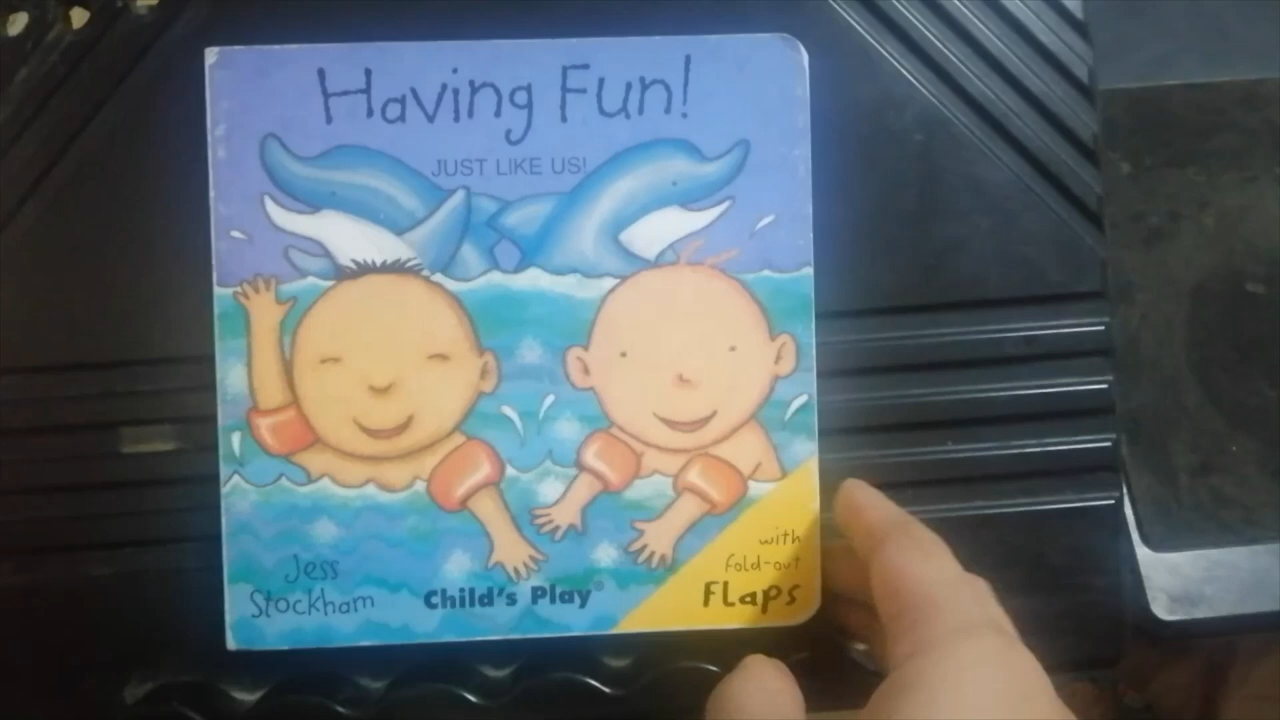 Having Fun!
JUST LIKE US!
Jess
Stockham
Child's Play®
with
fold-out
FLaps